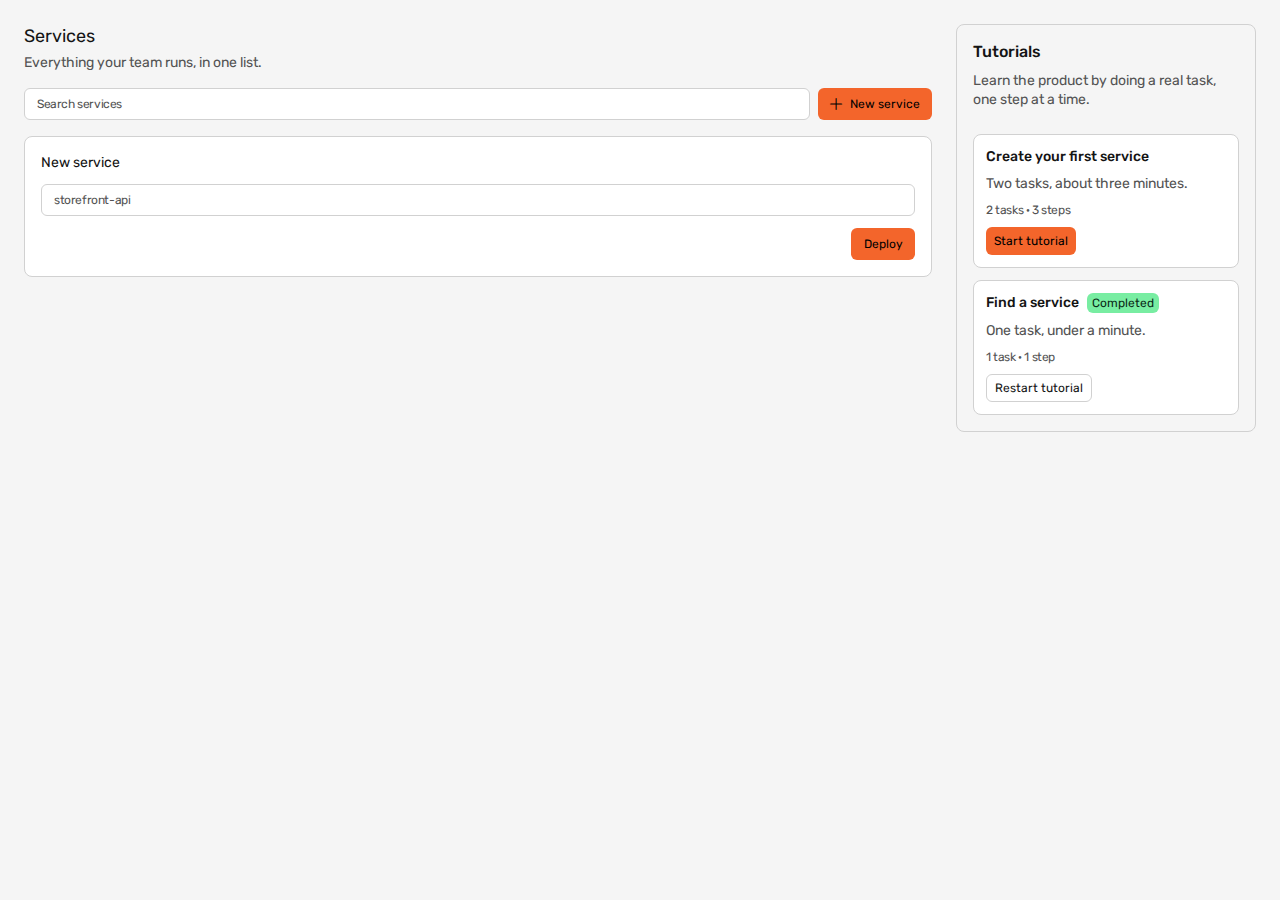 Services
Everything your team runs, in one list.
Search services
New service
New service
storefront-api
Deploy
Tutorials
Learn the product by doing a real task,
one step at a time.
Create your first service
Two tasks, about three minutes.
2 tasks • 3 steps
Start tutorial
Find a service Completed
One task, under a minute.
1 task • 1 step
Restart tutorial